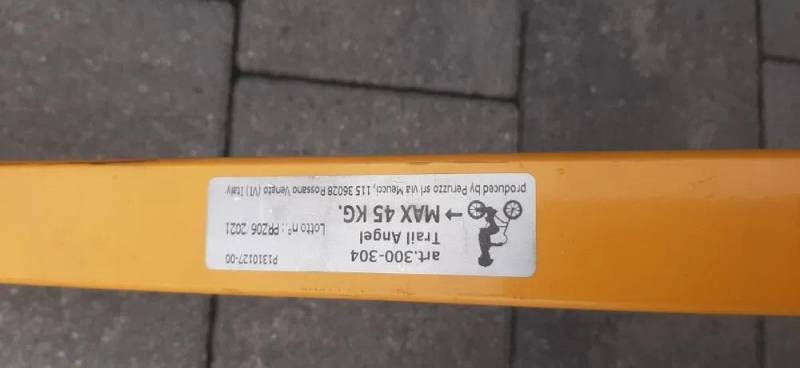 art.300-304 P1310127-00
Trail Angel Lotto n° : PRZ06 2021
→ MAX 45 KG.
produced by Peruzzo srl via Meucci, 115 36028 Rossano Veneto (VI) Italy